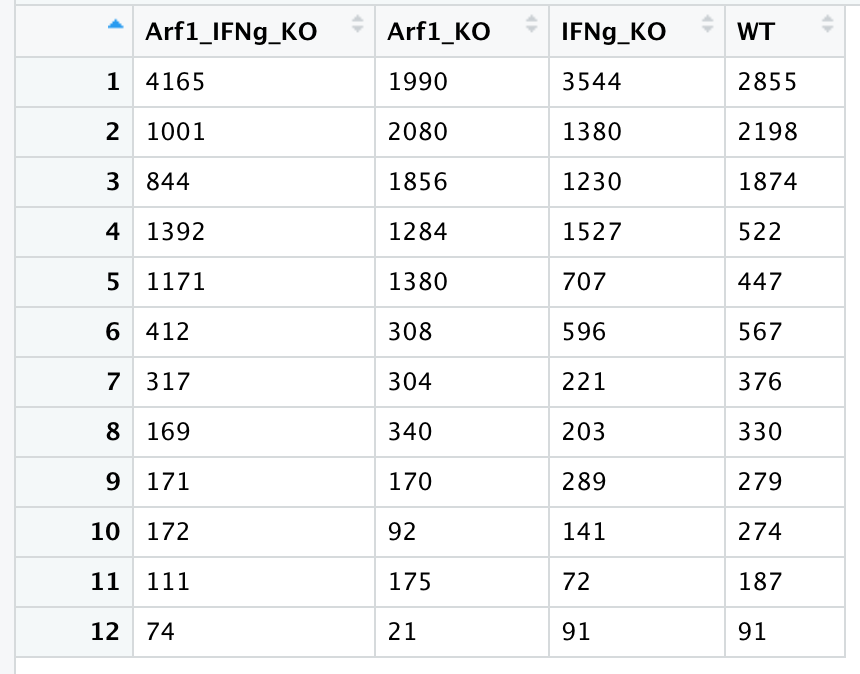 Arf1_IFNg_KO Arf1_KO IFNg_KO WT
1 4165 1990 3544 2855
2 1001 2080 1380 2198
3 844 1856 1230 1874
4 1392 1284 1527 522
5 1171 1380 707 447
6 412 308 596 567
7 317 304 221 376
8 169 340 203 330
9 171 170 289 279
10 172 92 141 274
11 111 175 72 187
12 74 21 91 91